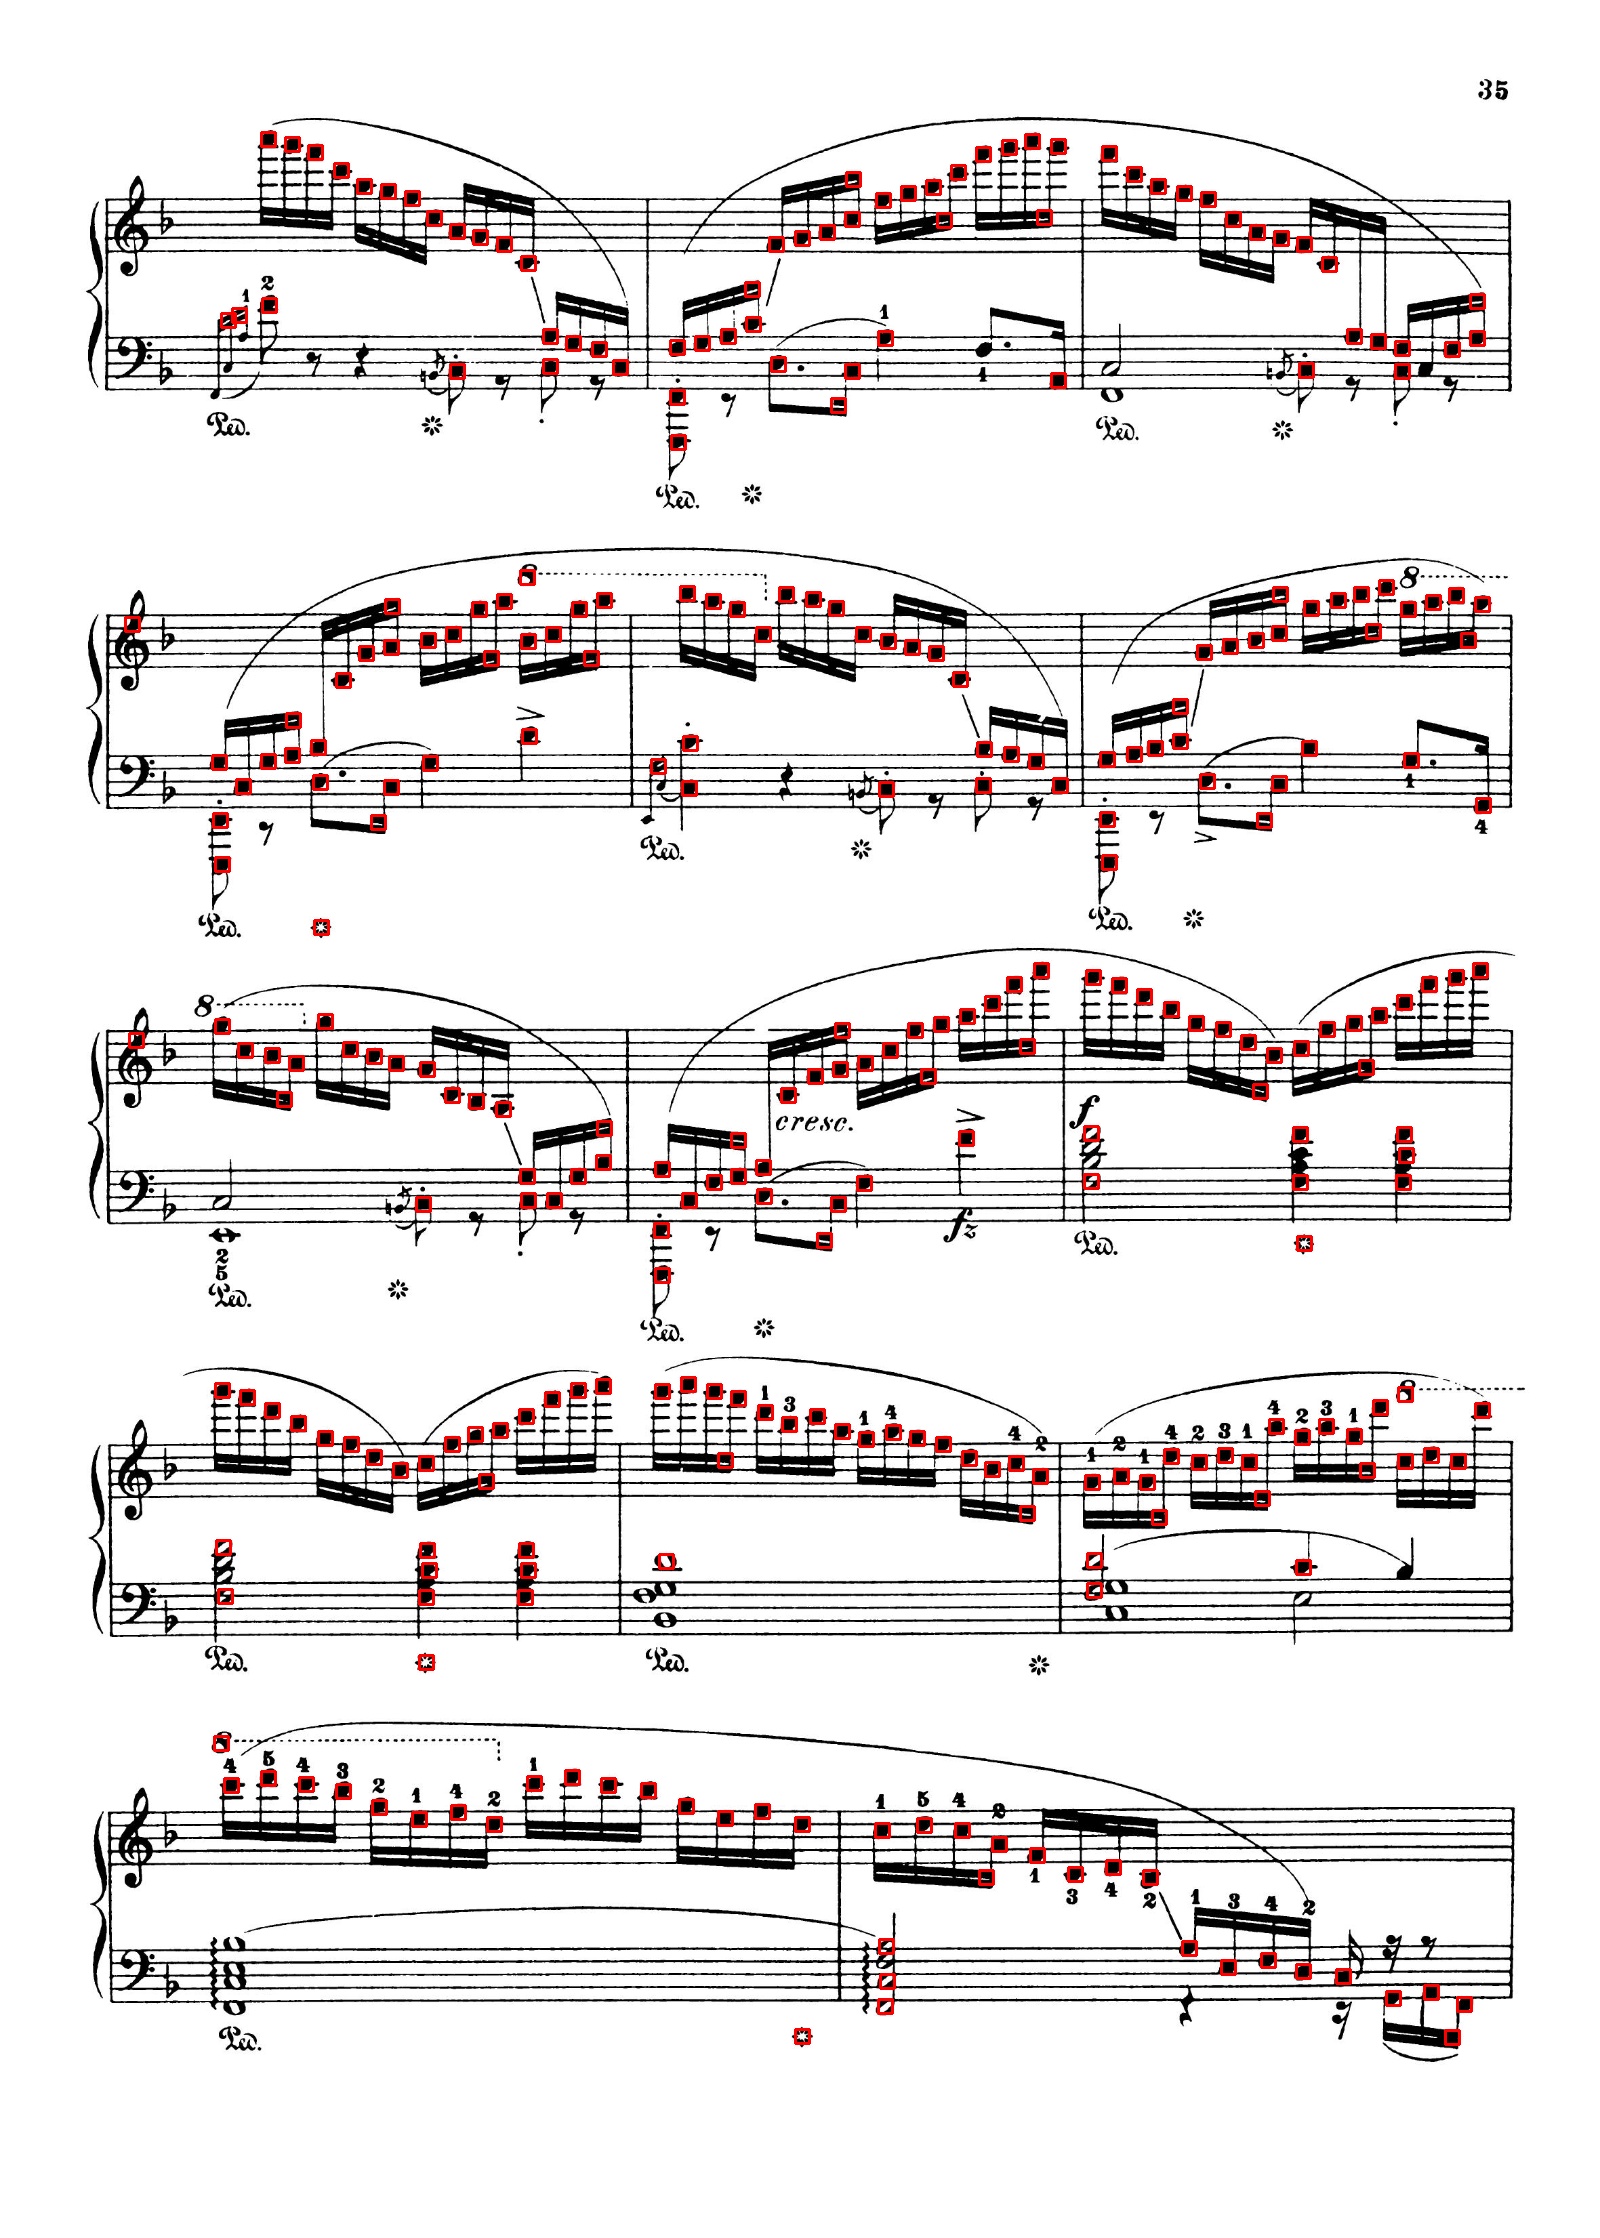 35
1 2
1
1
Ped. Ped. Ped.
8
8
1
4
Ped. Ped. Ped.
8
cresc.
f
fz
2
5
Ped. Ped. Ped.
1 3 1 4 4 2
1 2 1 4 2 3 1 4 2 3 1
8
Ped. Ped.
8
4 5 4 3 2 1 4 2 1
1 5 4 2
1 3 4 2
1 3 4 2
Ped.